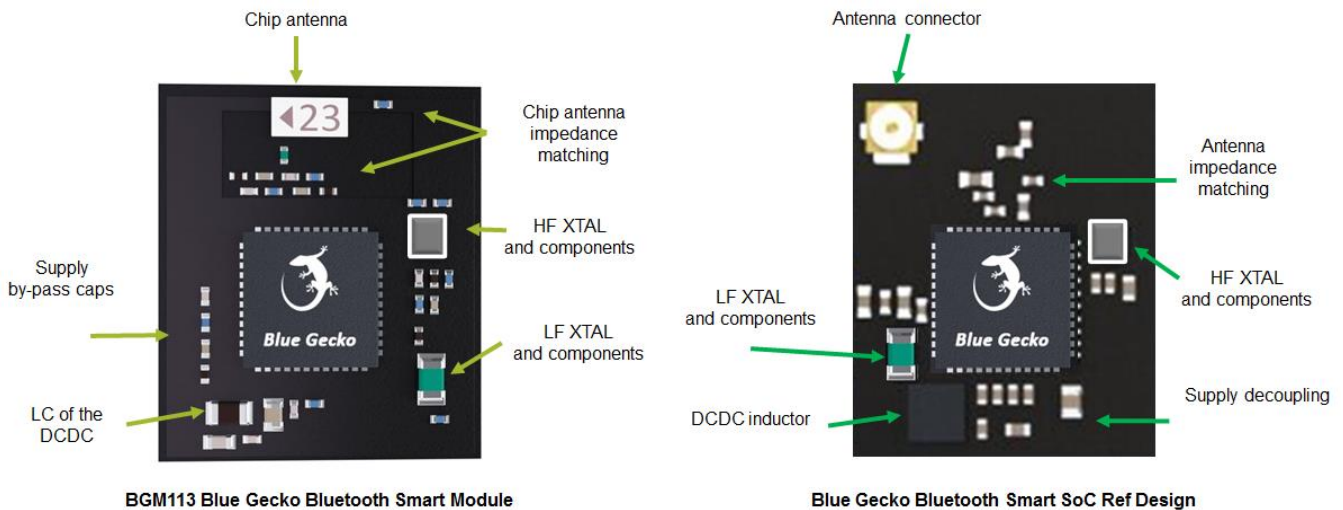 Chip antenna
◄23
Chip antenna
impedance
matching
HF XTAL
and components
Supply
by-pass caps
Blue Gecko
LF XTAL
and components
LC of the
DCDC
BGM113 Blue Gecko Bluetooth Smart Module
Antenna connector
Antenna
impedance
matching
HF XTAL
and components
LF XTAL
and components
Blue Gecko
DCDC inductor
Supply decoupling
Blue Gecko Bluetooth Smart SoC Ref Design